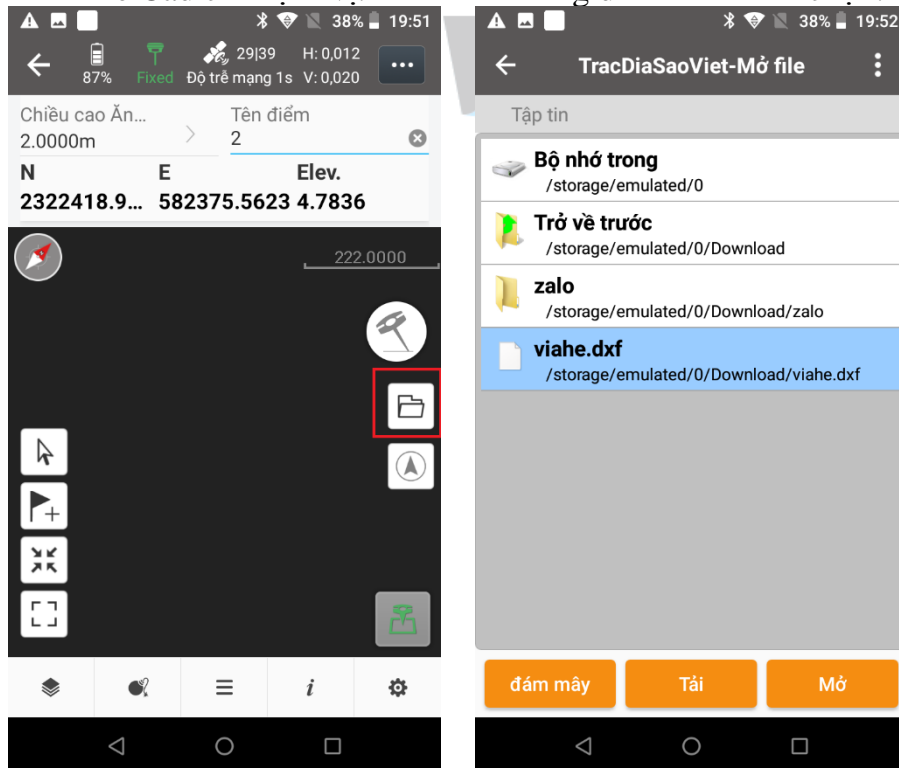 38% 19:51
87% Fixed 29|39 Độ trễ mạng 1s H: 0,012 V: 0,020
Chiều cao Ăn...
2.0000m
Tên điểm
2
N E Elev.
2322418.9... 582375.5623 4.7836
222.0000
i
38% 19:52
TracDiaSaoViet-Mở file
Tập tin
Bộ nhớ trong
/storage/emulated/0
Trở về trước
/storage/emulated/0/Download
zalo
/storage/emulated/0/Download/zalo
viahe.dxf
/storage/emulated/0/Download/viahe.dxf
đám mây Tải Mở